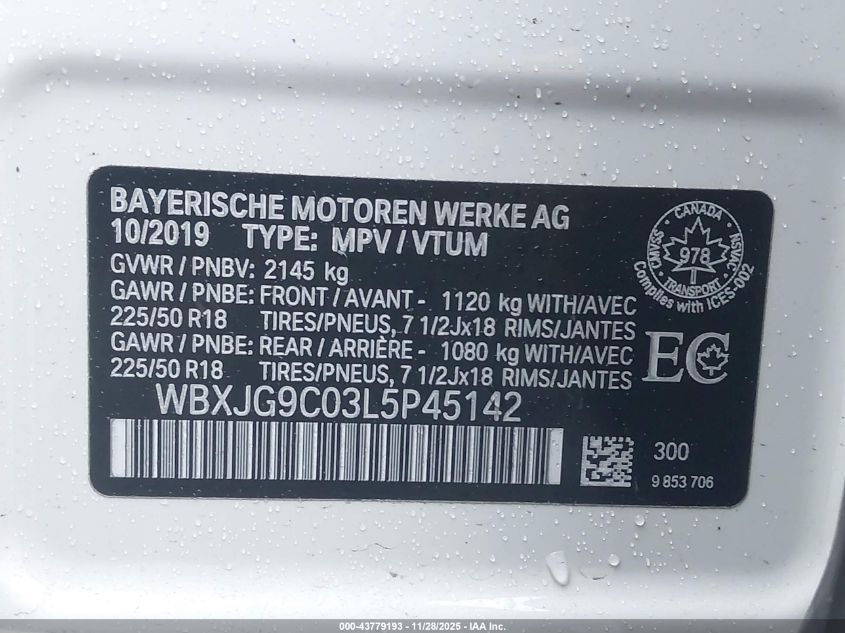 BAYERISCHE MOTOREN WERKE AG
10/2019 TYPE: MPV / VTUM
GVWR / PNBV: 2145 kg
GAWR / PNBE: FRONT / AVANT - 1120 kg WITH/AVEC
225/50 R18 TIRES/PNEUS, 7 1/2Jx18 RIMS/JANTES
GAWR / PNBE: REAR / ARRIÈRE - 1080 kg WITH/AVEC
225/50 R18 TIRES/PNEUS, 7 1/2Jx18 RIMS/JANTES
WBXJG9C03L5P45142
CANADA
CMVSS
978
NSVAC
TRANSPORT
Complies with ICES-002
EC
300
9 853 706
000-43779193 - 11/28/2025 - IAA Inc.